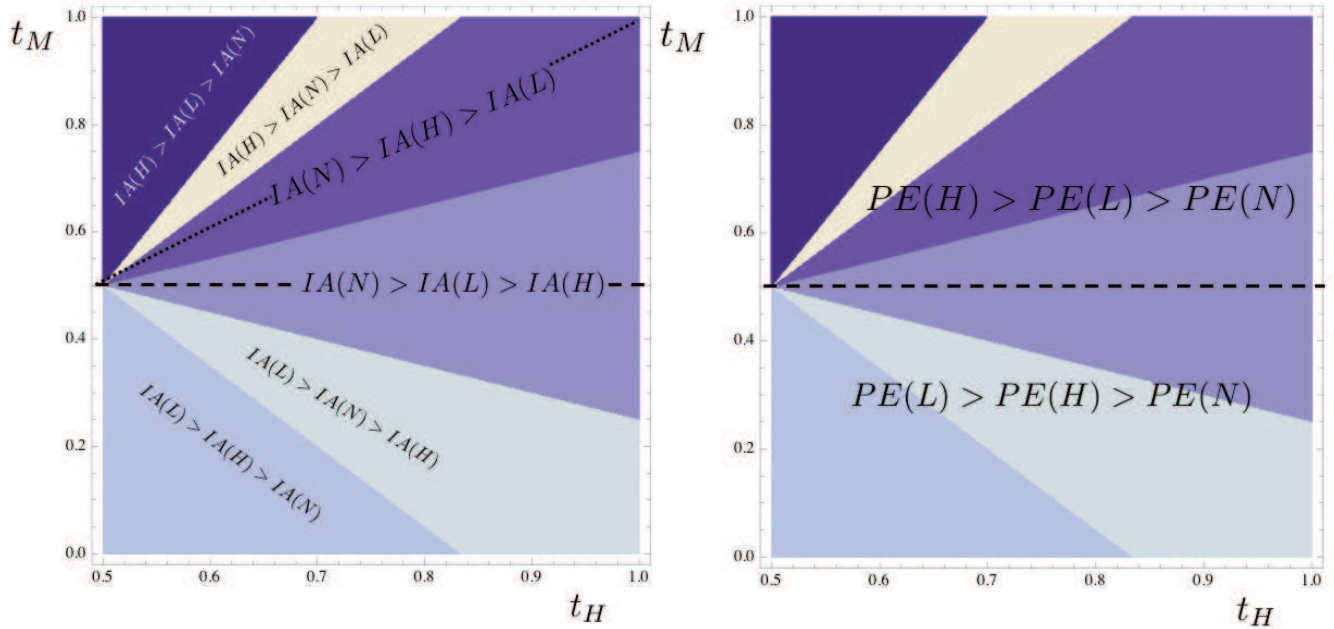 t_M
1.0
0.8
0.6
0.4
0.2
0.0
0.5
0.6
0.7
0.8
0.9
1.0
t_H
IA(H) > IA(L) > IA(N)
IA(H) > IA(N) > IA(L)
IA(N) > IA(H) > IA(L)
IA(N) > IA(L) > IA(H)
IA(L) > IA(N) > IA(H)
IA(L) > IA(H) > IA(N)
t_M
1.0
0.8
0.6
0.4
0.2
0.0
0.5
0.6
0.7
0.8
0.9
1.0
t_H
PE(H) > PE(L) > PE(N)
PE(L) > PE(H) > PE(N)